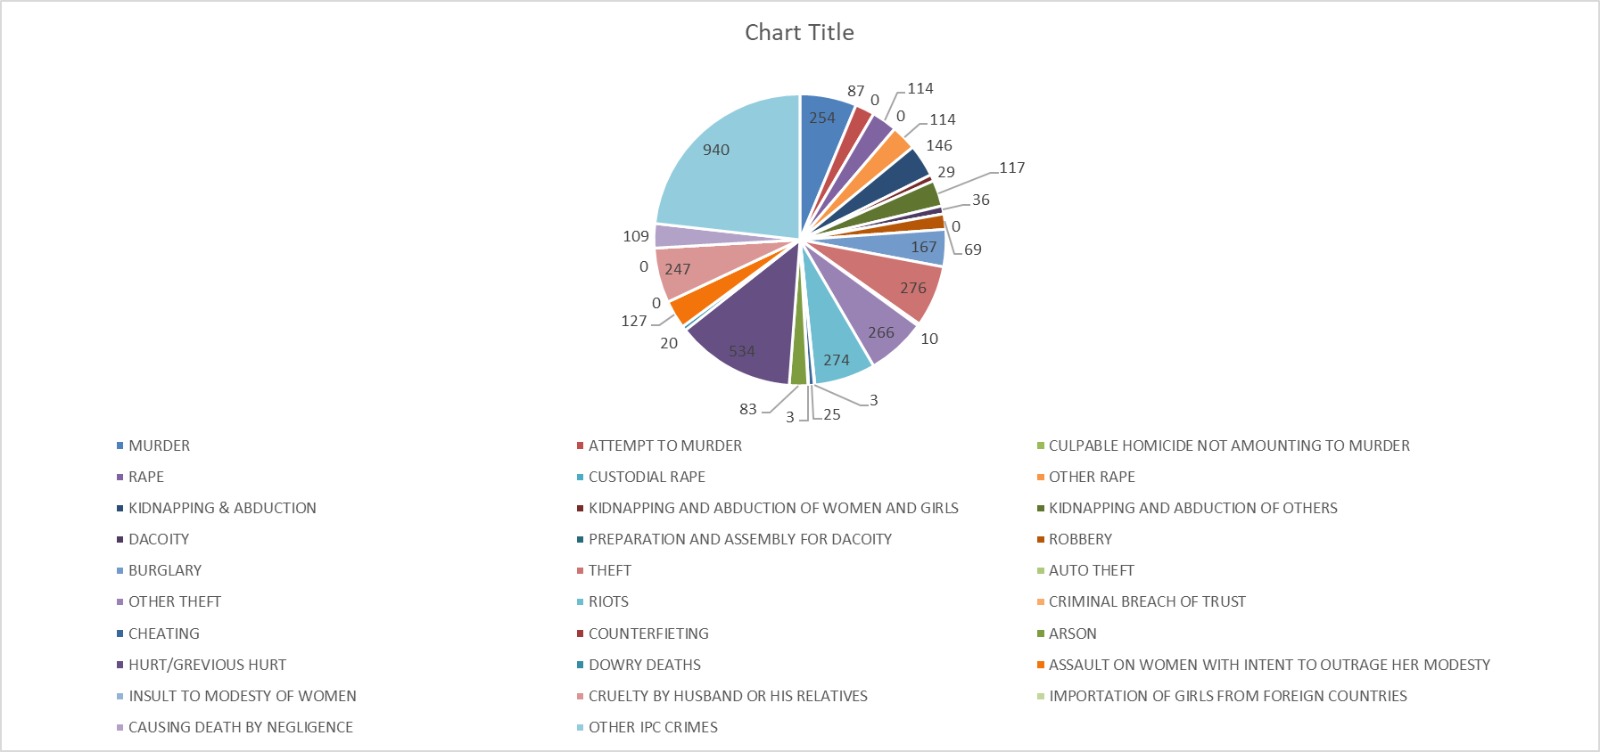 Chart Title
87
0
114
0
114
146
29
117
36
0
69
254
167
276
10
266
274
3
25
3
83
534
20
127
0
247
0
109
940
MURDER
ATTEMPT TO MURDER
CULPABLE HOMICIDE NOT AMOUNTING TO MURDER
RAPE
CUSTODIAL RAPE
OTHER RAPE
KIDNAPPING & ABDUCTION
KIDNAPPING AND ABDUCTION OF WOMEN AND GIRLS
KIDNAPPING AND ABDUCTION OF OTHERS
DACOITY
PREPARATION AND ASSEMBLY FOR DACOITY
ROBBERY
BURGLARY
THEFT
AUTO THEFT
OTHER THEFT
RIOTS
CRIMINAL BREACH OF TRUST
CHEATING
COUNTERFIETING
ARSON
HURT/GREVIOUS HURT
DOWRY DEATHS
ASSAULT ON WOMEN WITH INTENT TO OUTRAGE HER MODESTY
INSULT TO MODESTY OF WOMEN
CRUELTY BY HUSBAND OR HIS RELATIVES
IMPORTATION OF GIRLS FROM FOREIGN COUNTRIES
CAUSING DEATH BY NEGLIGENCE
OTHER IPC CRIMES